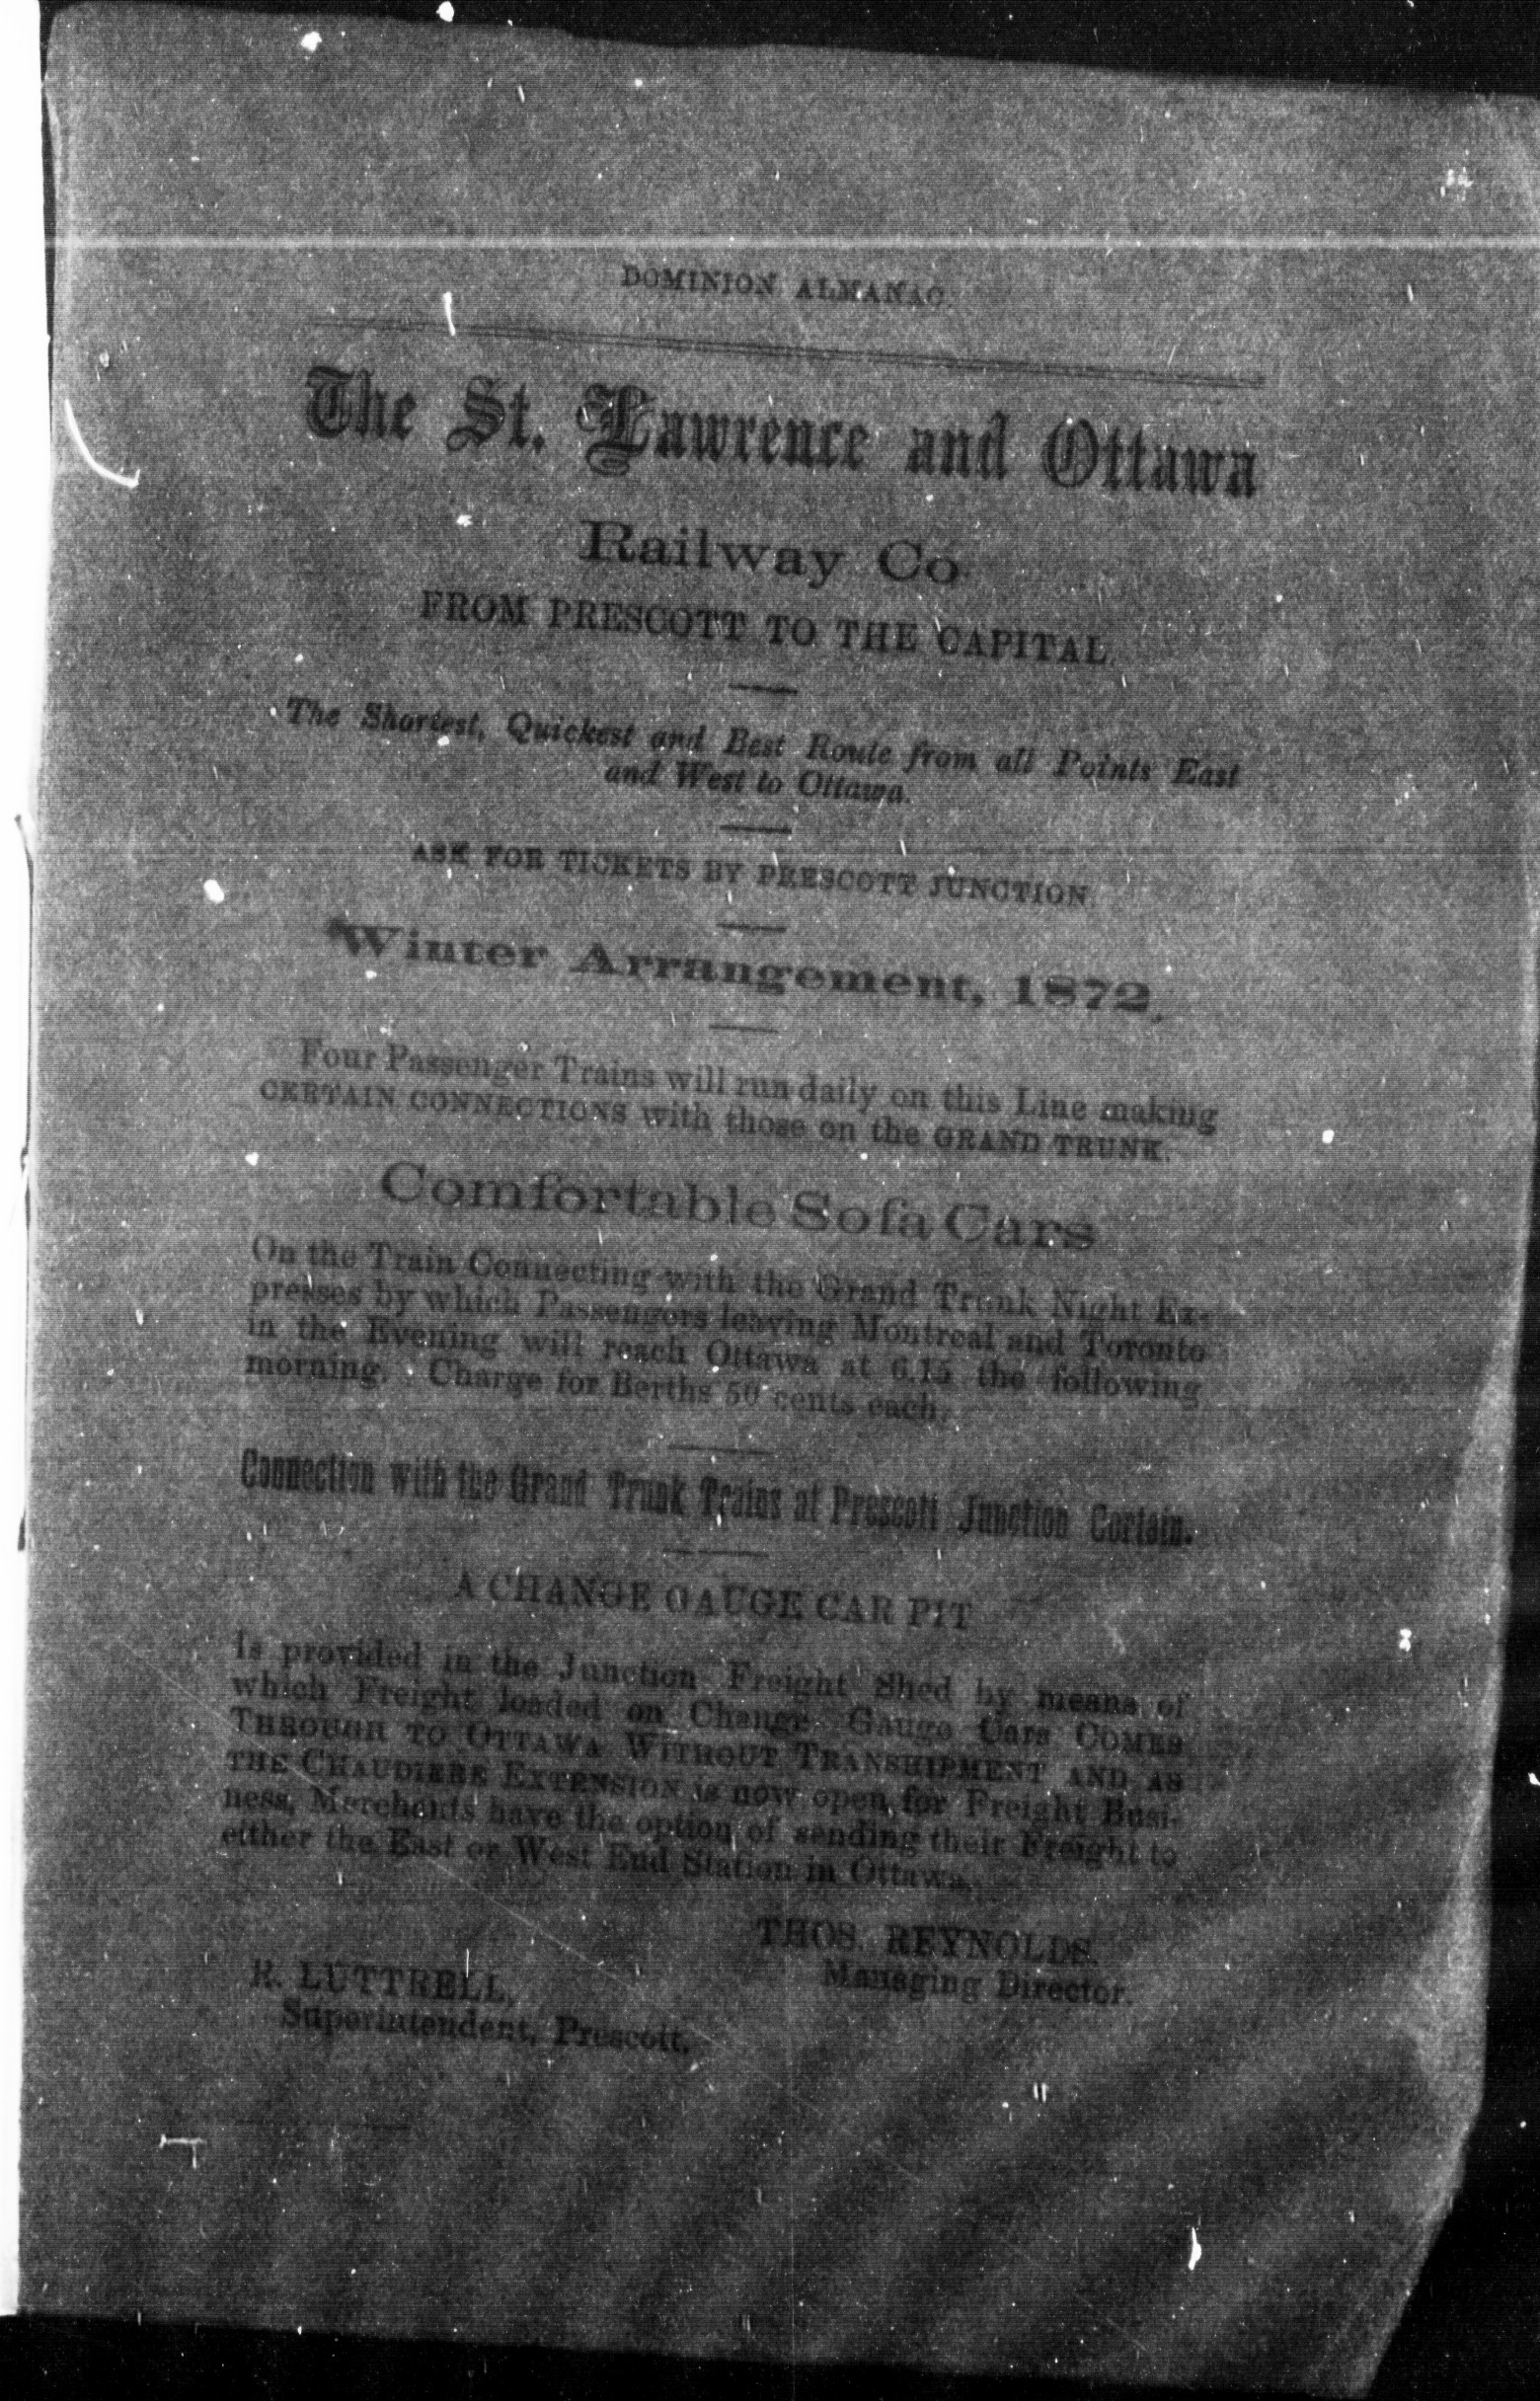 DOMINION ALMANAC.
The St. Lawrence and Ottawa
Railway Co
FROM PRESCOTT TO THE CAPITAL.
The Shortest, Quickest and Best Route from all Points East
and West to Ottawa.
ASK FOR TICKETS BY PRESCOTT JUNCTION.
Winter Arrangement, 1872.
Four Passenger Trains will run daily on this Line making
CERTAIN CONNECTIONS with those on the GRAND TRUNK.
Comfortable Sofa Cars
On the Train Connecting with the Grand Trunk Night Ex-
presses by which Passengers leaving Montreal and Toronto
in the Evening will reach Ottawa at 6.15 the following
morning. Charge for Berths 50 cents each.
Connection with the Grand Trunk Trains at Prescott Junction Certain.
A CHANGE GAUGE CAR PIT
Is provided in the Junction Freight Shed by means of
which Freight loaded on Change Gauge Cars COMES
THROUGH TO OTTAWA WITHOUT TRANSHIPMENT AND AS
THE CHAUDIERE EXTENSION is now open for Freight Busi-
ness, Merchants have the option of sending their Freight to
either the East or West End Station in Ottawa.
THOS. REYNOLDS.
Managing Director.
R. LUTTRELL,
Superintendent, Prescott.